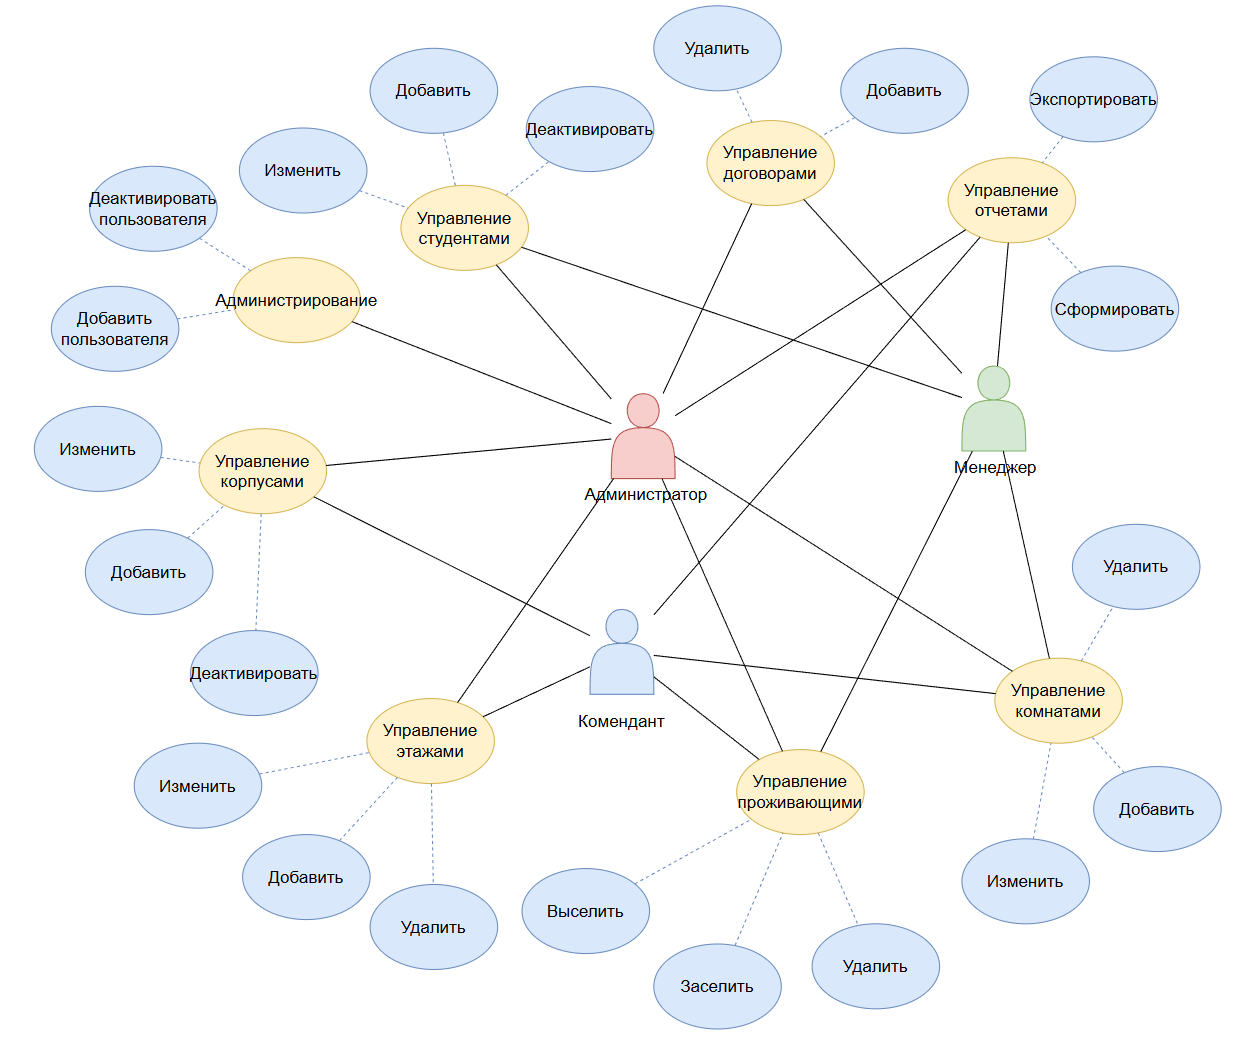 Удалить
Добавить
Добавить
Экспортировать
Деактивировать
Управление
договорами
Изменить
Управление
отчетами
Деактивировать
пользователя
Управление
студентами
Администрирование
Сформировать
Добавить
пользователя
Изменить
Управление
корпусами
Администратор
Менеджер
Добавить
Удалить
Деактивировать
Комендант
Управление
комнатами
Управление
этажами
Изменить
Управление
проживающими
Добавить
Добавить
Изменить
Удалить
Выселить
Заселить
Удалить